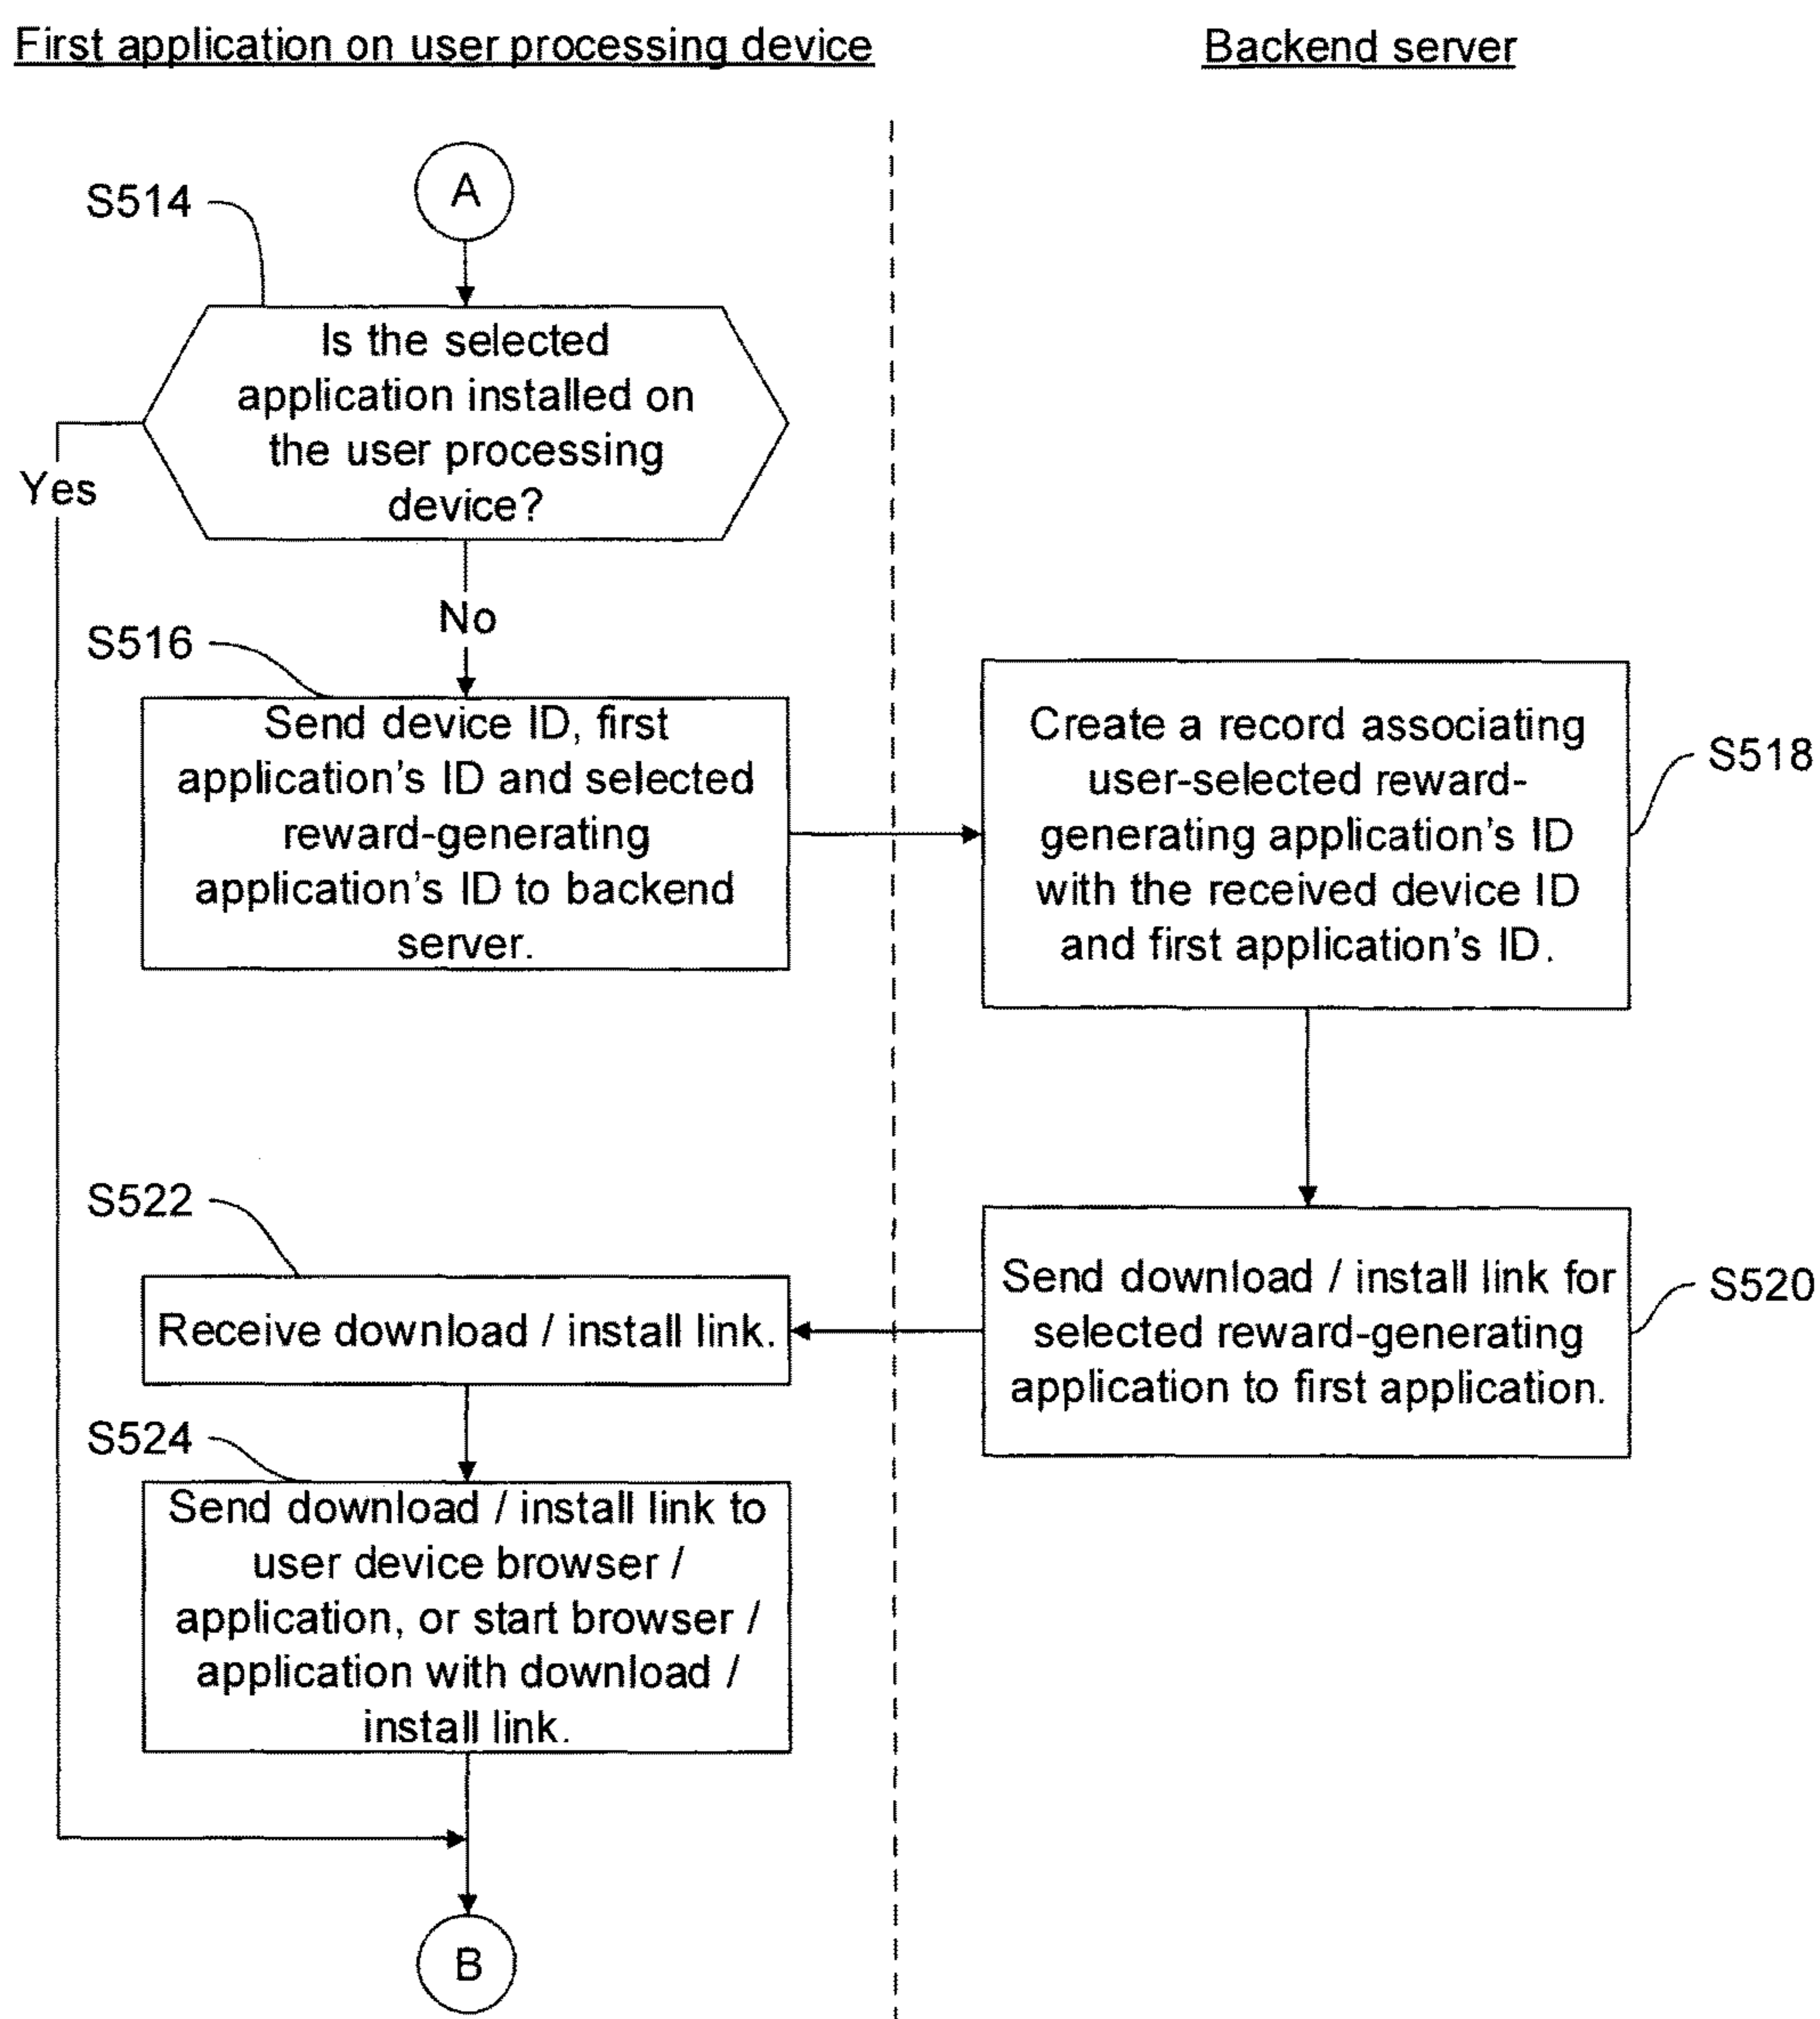 First application on user processing device
Backend server
A
S514
Is the selected
application installed on
the user processing
device?
Yes
No
S516
Send device ID, first
application's ID and selected
reward-generating
application's ID to backend
server.
Create a record associating
user-selected reward-
generating application's ID
with the received device ID
and first application's ID.
S518
S522
Receive download / install link.
Send download / install link for
selected reward-generating
application to first application.
S520
S524
Send download / install link to
user device browser /
application, or start browser /
application with download /
install link.
B